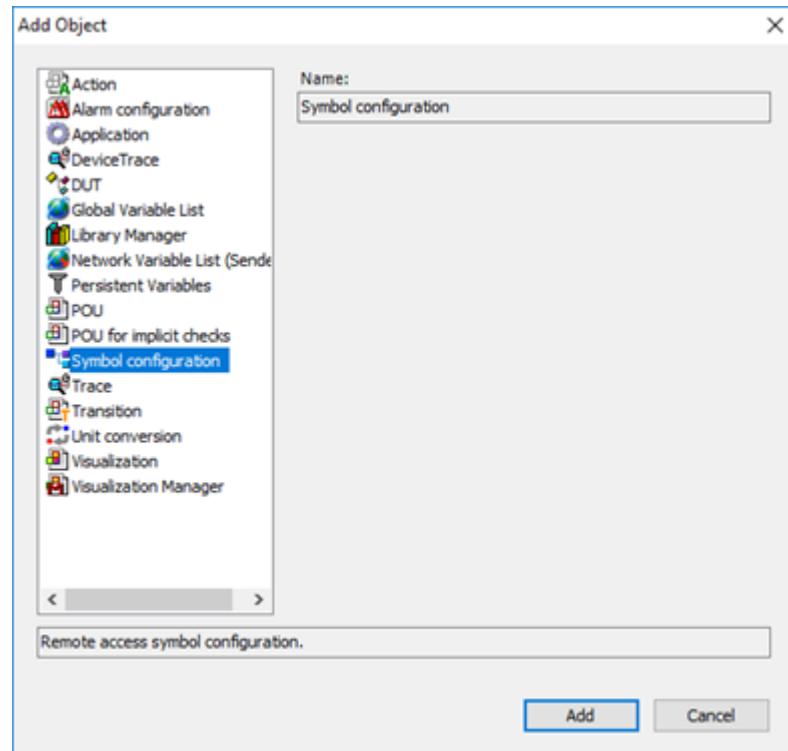 Add Object
Action
Alarm configuration
Application
DeviceTrace
DUT
Global Variable List
Library Manager
Network Variable List (Sende
Persistent Variables
POU
POU for implicit checks
Symbol configuration
Trace
Transition
Unit conversion
Visualization
Visualization Manager
Name:
Symbol configuration
Remote access symbol configuration.
Add
Cancel